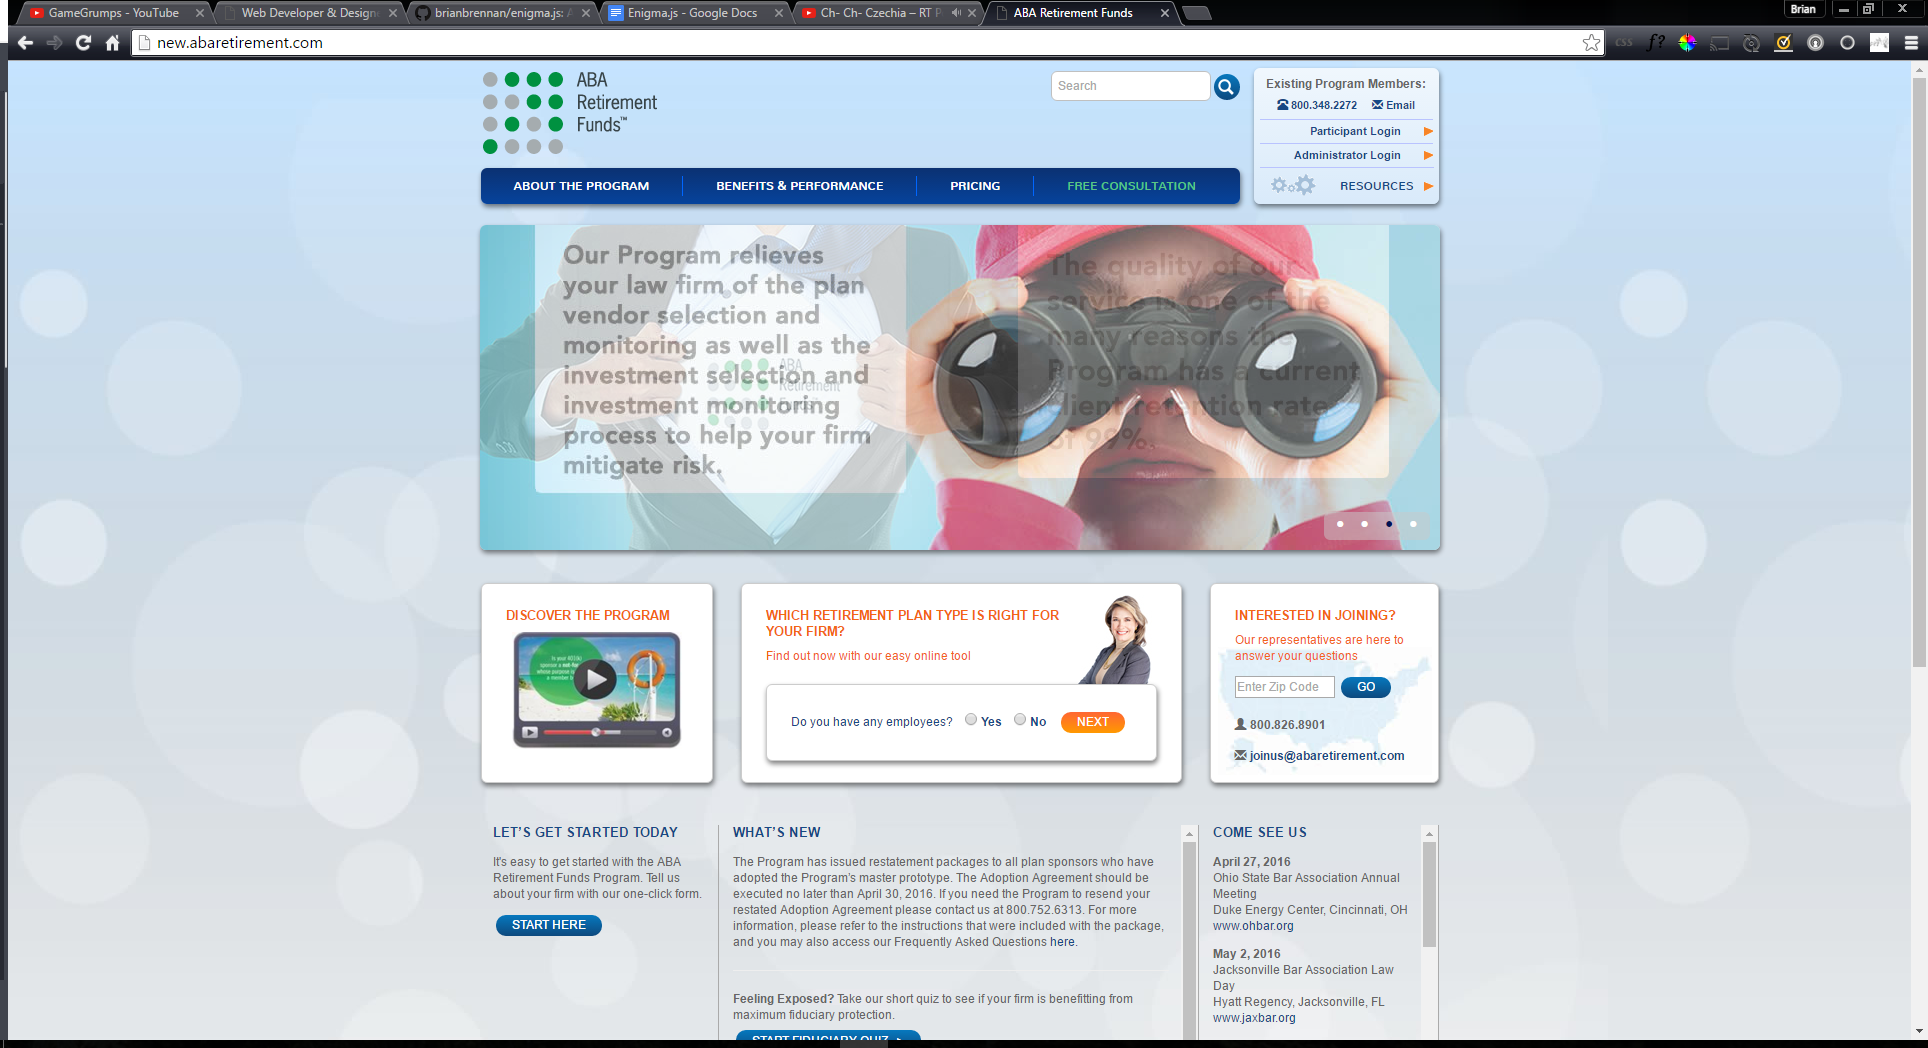 GameGrumps - YouTube
Web Developer & Designe
brianbrennan/enigma.js: A
Enigma.js - Google Docs
Ch- Ch- Czechia – RT P
ABA Retirement Funds
Brian
new.abaretirement.com
CSS
f?
ABA
Retirement
Funds™
Search
Existing Program Members:
800.348.2272 Email
Participant Login
Administrator Login
RESOURCES
ABOUT THE PROGRAM
BENEFITS & PERFORMANCE
PRICING
FREE CONSULTATION
Our Program relieves
your law firm of the plan
vendor selection and
monitoring as well as the
investment selection and
investment monitoring
process to help your firm
mitigate risk.
ABA
Retirement
Funds
The quality of our
service is one of the
many reasons the
Program has a current
client retention rate
of 99%.
DISCOVER THE PROGRAM
WHICH RETIREMENT PLAN TYPE IS RIGHT FOR
YOUR FIRM?
Find out now with our easy online tool
Do you have any employees? Yes No NEXT
INTERESTED IN JOINING?
Our representatives are here to
answer your questions
Enter Zip Code GO
800.826.8901
joinus@abaretirement.com
LET'S GET STARTED TODAY
It's easy to get started with the ABA
Retirement Funds Program. Tell us
about your firm with our one-click form.
START HERE
WHAT'S NEW
The Program has issued restatement packages to all plan sponsors who have
adopted the Program's master prototype. The Adoption Agreement should be
executed no later than April 30, 2016. If you need the Program to resend your
restated Adoption Agreement please contact us at 800.752.6313. For more
information, please refer to the instructions that were included with the package,
and you may also access our Frequently Asked Questions here.
Feeling Exposed? Take our short quiz to see if your firm is benefitting from
maximum fiduciary protection.
START FIDUCIARY QUIZ
COME SEE US
April 27, 2016
Ohio State Bar Association Annual
Meeting
Duke Energy Center, Cincinnati, OH
www.ohbar.org
May 2, 2016
Jacksonville Bar Association Law
Day
Hyatt Regency, Jacksonville, FL
www.jaxbar.org